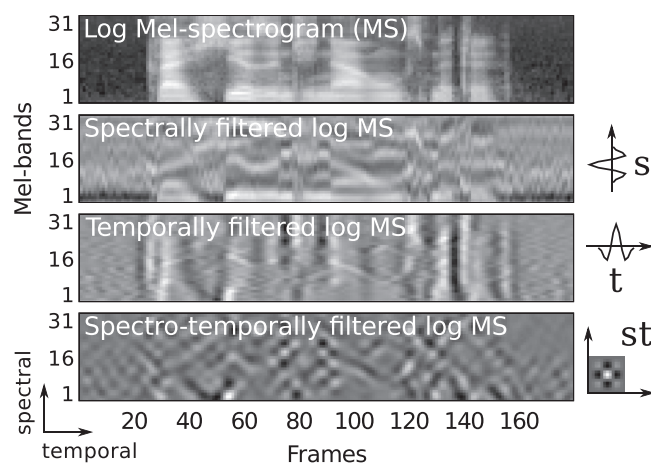 31
Log Mel-spectrogram (MS)
16
1
31
Spectrally filtered log MS
16
1
s
Mel-bands
31
Temporally filtered log MS
16
1
t
31
Spectro-temporally filtered log MS
16
1
st
spectral
temporal
20 40 60 80 100 120 140 160
Frames